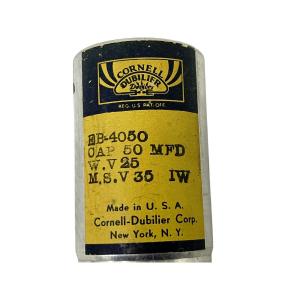 CORNELL
DUBILIER
REG. U.S. PAT. OFF.
EB-4050
CAP 50 MFD
W.V 25
M.S.V 35 IW
Made in U. S. A.
Cornell-Dubilier Corp.
New York, N. Y.